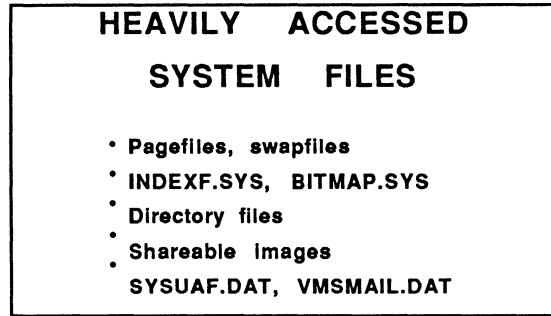 HEAVILY ACCESSED
SYSTEM FILES
• Pagefiles, swapfiles
• INDEXF.SYS, BITMAP.SYS
• Directory files
• Shareable images
• SYSUAF.DAT, VMSMAIL.DAT